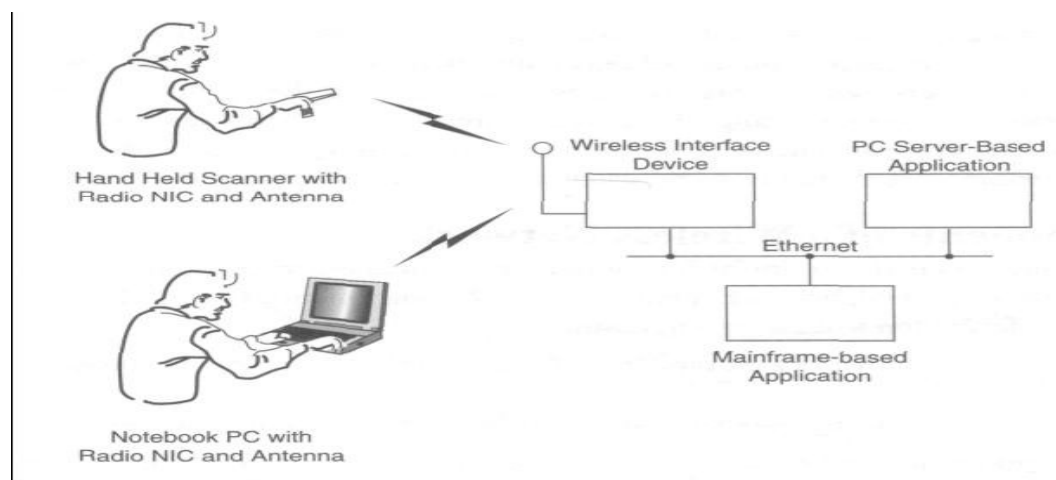 Hand Held Scanner with
Radio NIC and Antenna
Wireless Interface
Device
PC Server-Based
Application
Ethernet
Mainframe-based
Application
Notebook PC with
Radio NIC and Antenna